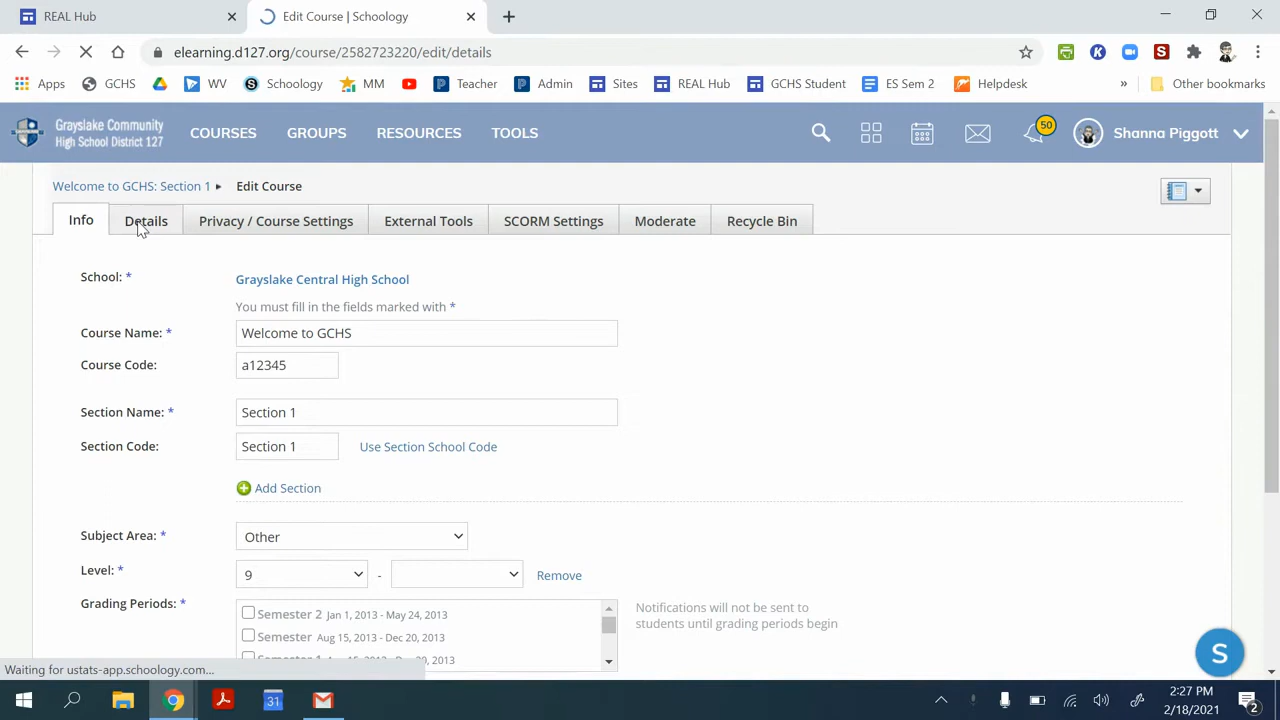 REAL Hub
Edit Course | Schoology
elearning.d127.org/course/2582723220/edit/details
Apps GCHS WV Schoology MM Teacher Admin Sites REAL Hub GCHS Student ES Sem 2 Helpdesk » Other bookmarks
Grayslake Community
High School District 127
COURSES GROUPS RESOURCES TOOLS 50 Shanna Piggott
Welcome to GCHS: Section 1 Edit Course
Info Details Privacy / Course Settings External Tools SCORM Settings Moderate Recycle Bin
School: * Grayslake Central High School
You must fill in the fields marked with *
Course Name: * Welcome to GCHS
Course Code: a12345
Section Name: * Section 1
Section Code: Section 1 Use Section School Code
Add Section
Subject Area: * Other
Level: * 9 - Remove
Grading Periods: * Semester 2 Jan 1, 2013 - May 24, 2013
Semester Aug 15, 2013 - Dec 20, 2013
Notifications will not be sent to
students until grading periods begin
S
Waiting for ustats-app.schoology.com...
31
2:27 PM
2/18/2021
2